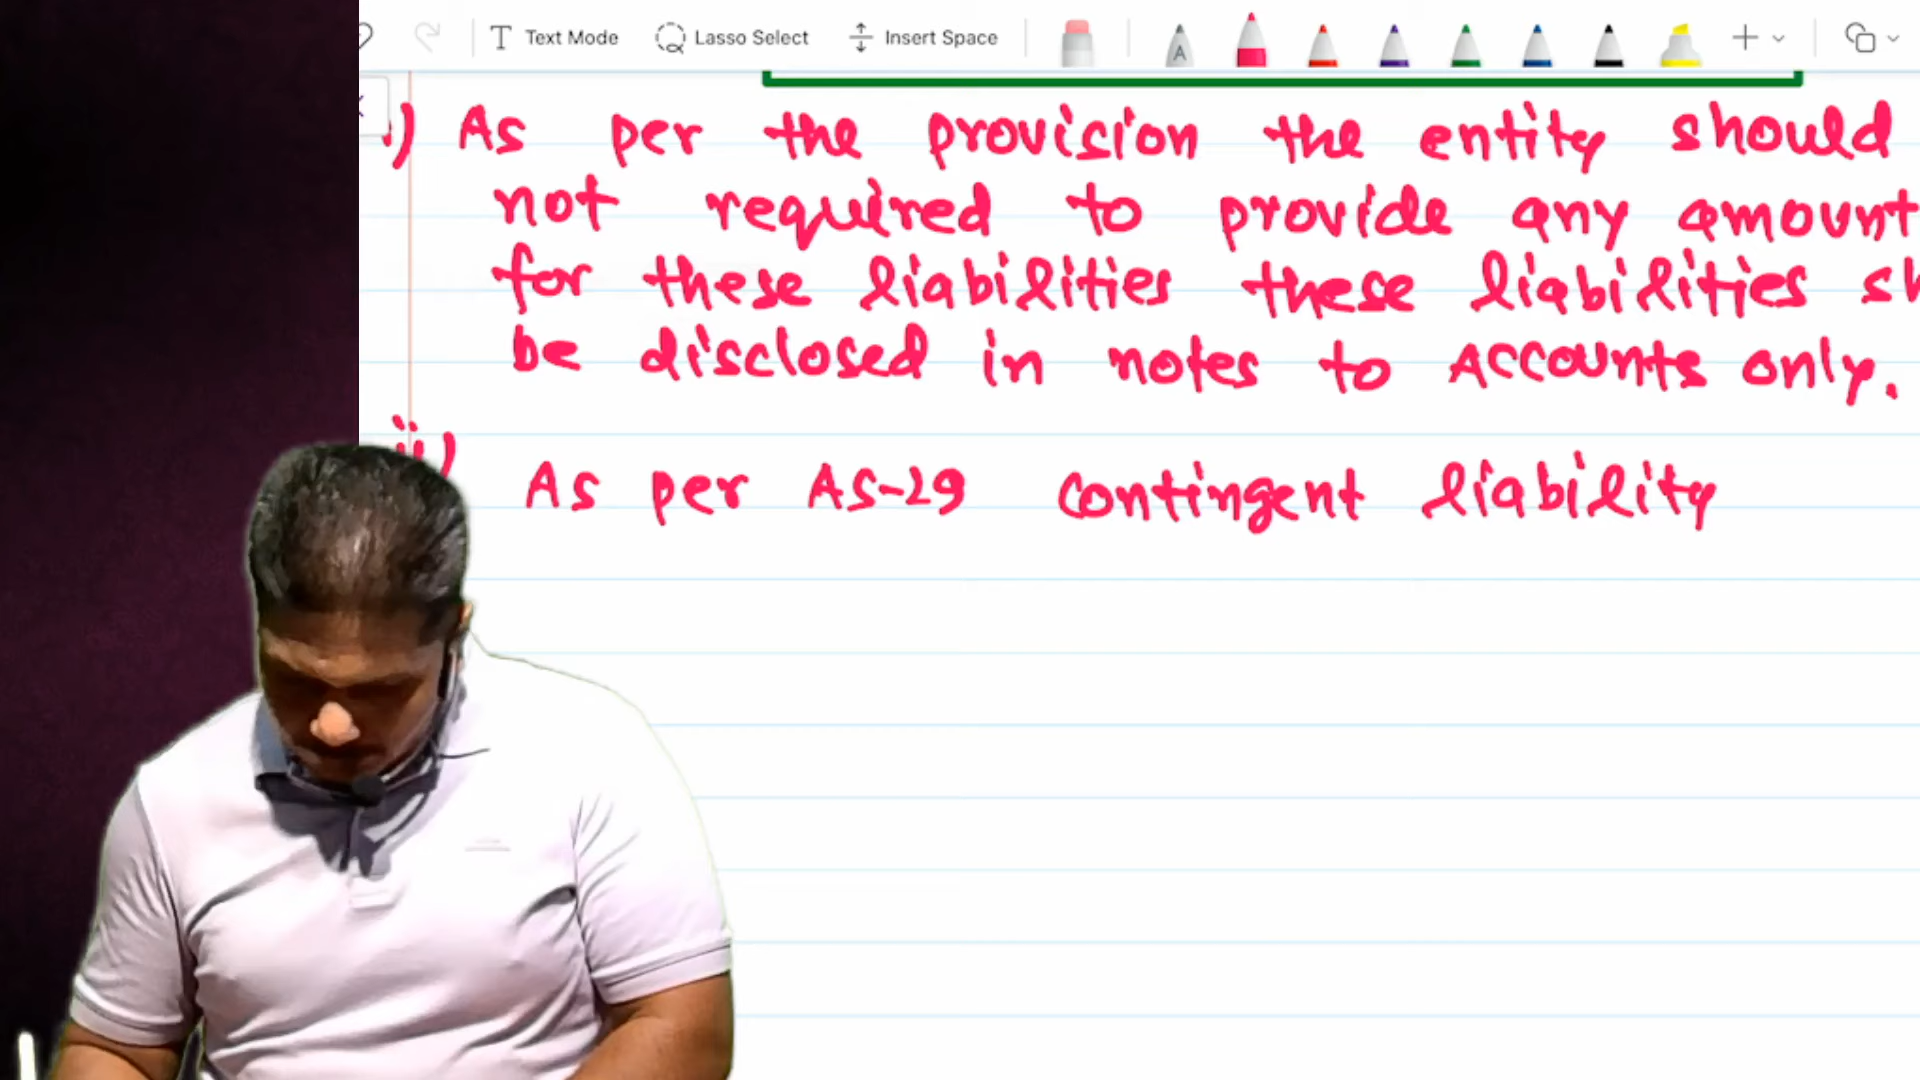 Text Mode Lasso Select Insert Space
A
i) As per the provision the entity should
not required to provide any amount
for these liabilities these liabilities sh
be disclosed in notes to Accounts only.
ii)
As per AS-29 contingent liability